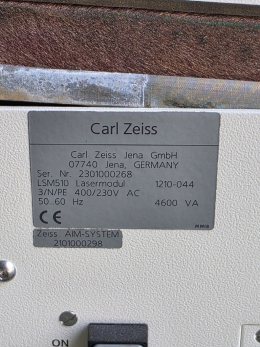 Carl Zeiss
Carl Zeiss Jena GmbH
07740 Jena, GERMANY
Ser. Nr. 2301000268
LSM510 Lasermodul 1210-044
3/N/PE 400/230V AC
50..60 Hz 4600 VA
CE
Zeiss AIM-SYSTEM
2101000298
ON